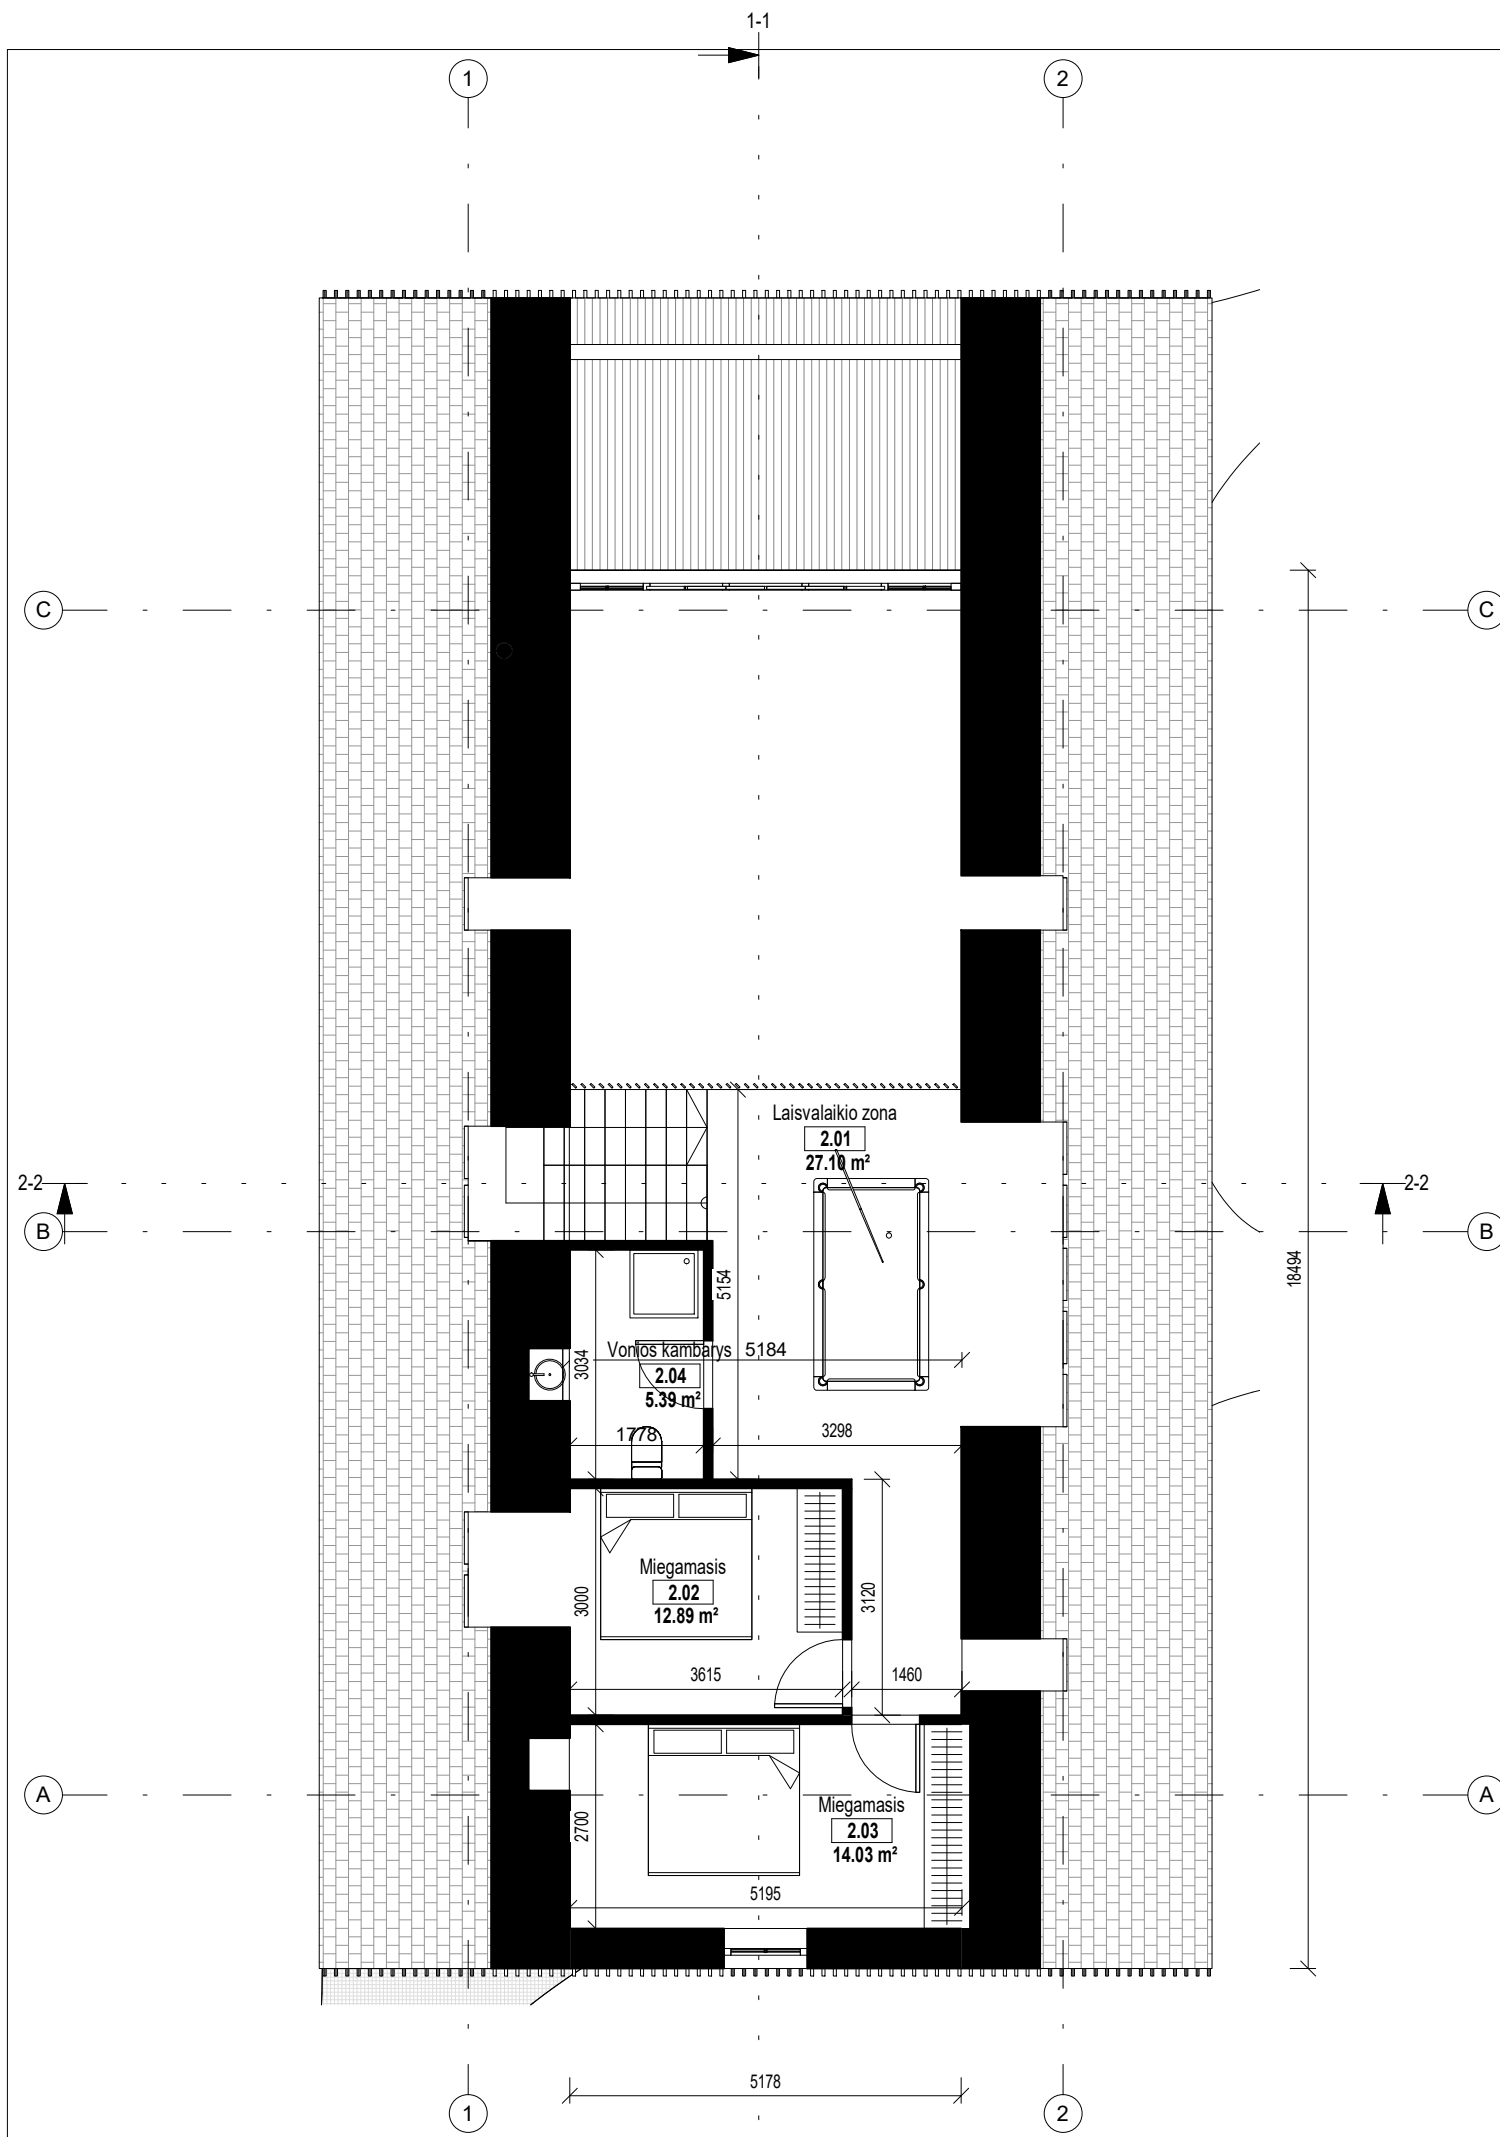 1-1
1
2
C
C
Laisvalaikio zona
2.01
27.10 m²
2-2
2-2
B
B
18494
5154
Vonios kambarys
5184
3034
2.04
5.39 m²
1778
3298
Miegamasis
2.02
12.89 m²
3000
3120
3615
1460
A
A
Miegamasis
2.03
14.03 m²
2700
5195
5178
1
2